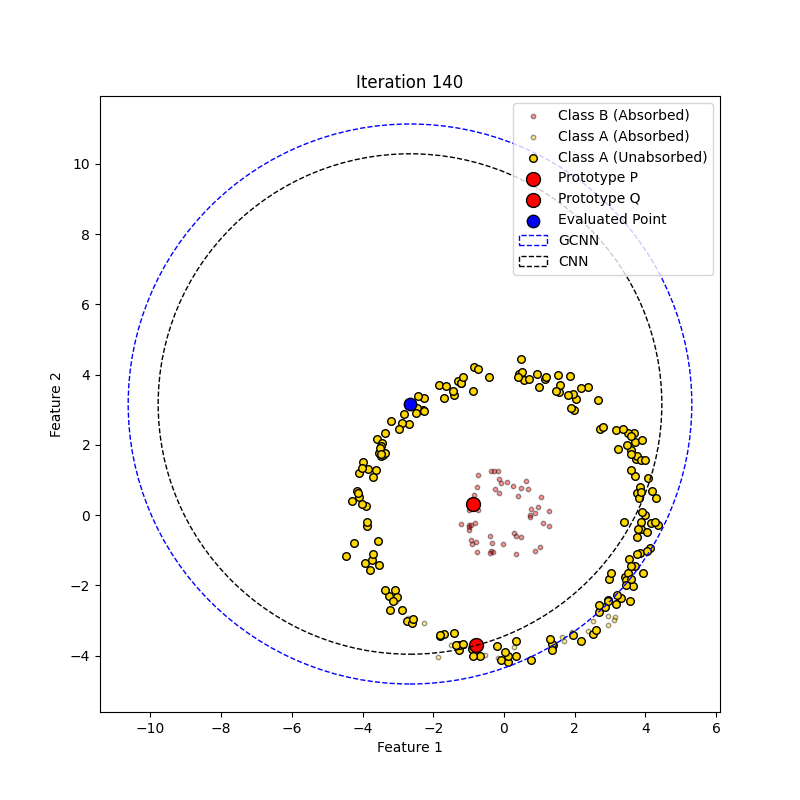 Iteration 140
Class B (Absorbed)
Class A (Absorbed)
Class A (Unabsorbed)
Prototype P
Prototype Q
Evaluated Point
GCNN
CNN
Feature 2
10
8
6
4
2
0
−2
−4
−10
−8
−6
−4
−2
0
2
4
6
Feature 1